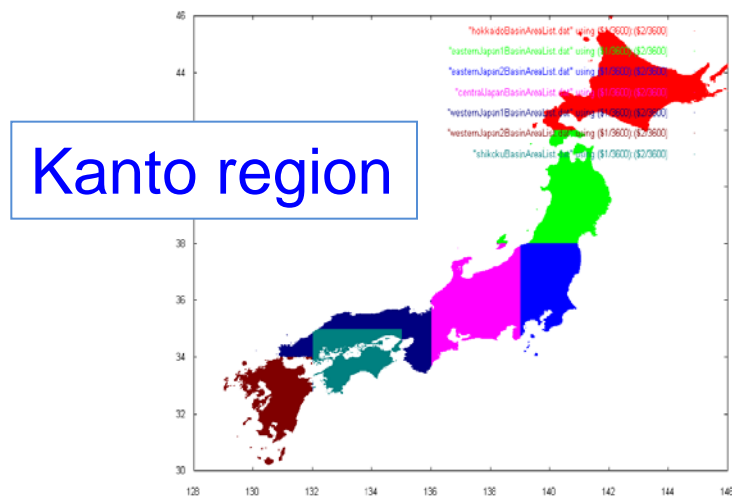 46
"hokkaidoBasinAreaList.dat" using ($1/3600):($2/3600)
"easternJapan1BasinAreaList.dat" using ($1/3600):($2/3600)
"easternJapan2BasinAreaList.dat" using ($1/3600):($2/3600)
44
"centralJapanBasinAreaList.dat" using ($1/3600):($2/3600)
"westernJapan1BasinAreaList.dat" using ($1/3600):($2/3600)
"westernJapan2BasinAreaList.dat" using ($1/3600):($2/3600)
"shikokuBasinAreaList.dat" using ($1/3600):($2/3600)
Kanto region
38
36
34
32
30
128 130 132 134 136 138 140 142 144 146